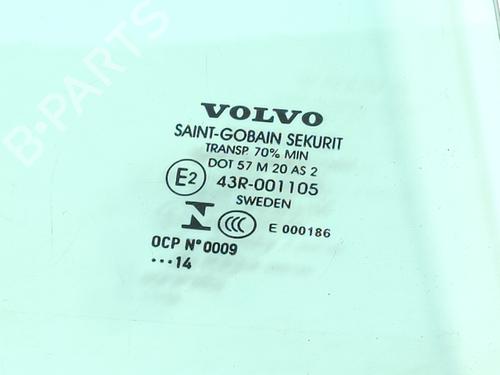 B-PARTS
VOLVO
SAINT-GOBAIN SEKURIT
TRANSP. 70% MIN
DOT 57 M 20 AS 2
E2 43R-001105
SWEDEN
CCC E 000186
OCP N° 0009
···14